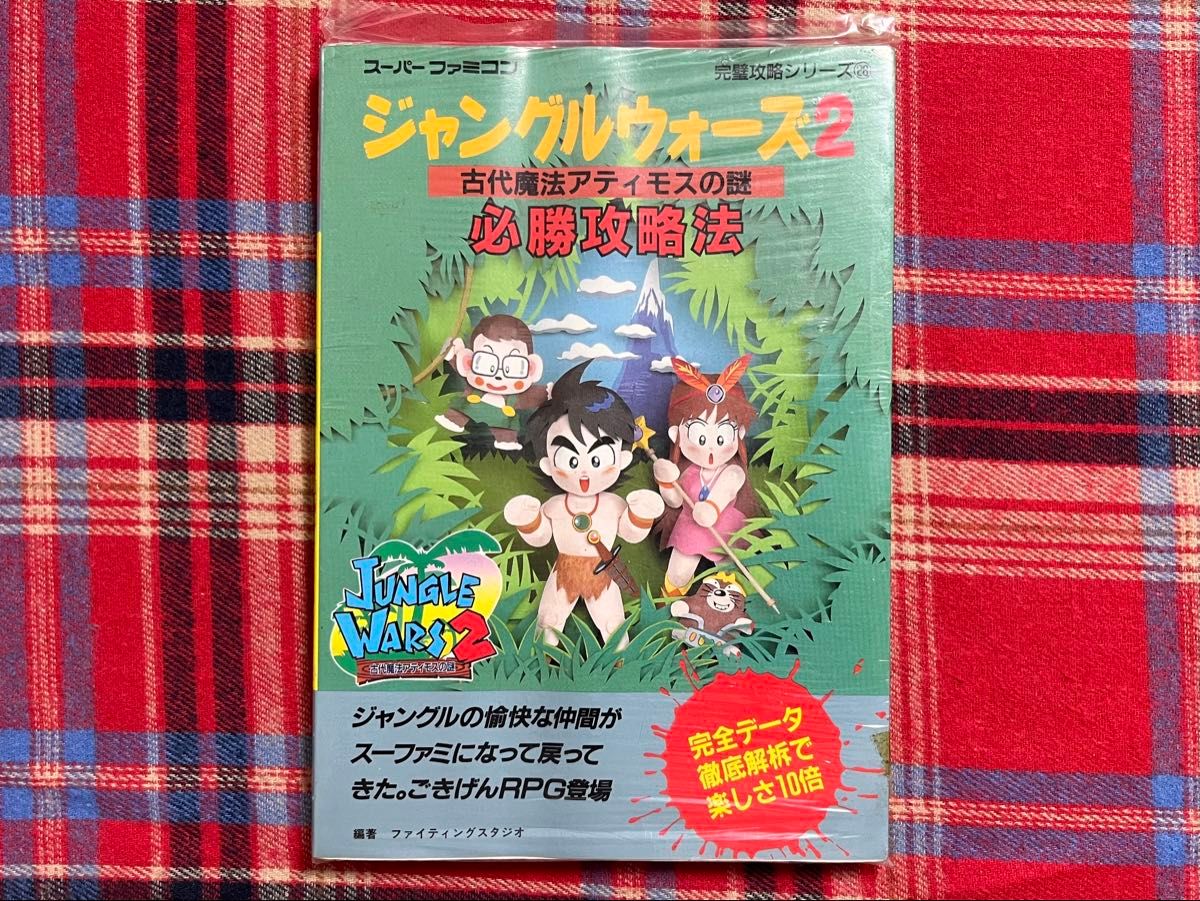 スーパーファミコン
完璧攻略シリーズ26
ジャングルウォーズ2
古代魔法アティモスの謎
必勝攻略法
JUNGLE
WARS 2
古代魔法アティモスの謎
ジャングルの愉快な仲間が
スーファミになって戻って
きた。ごきげんRPG登場
完全データ
徹底解析で
楽しさ10倍
編著 ファイティングスタジオ